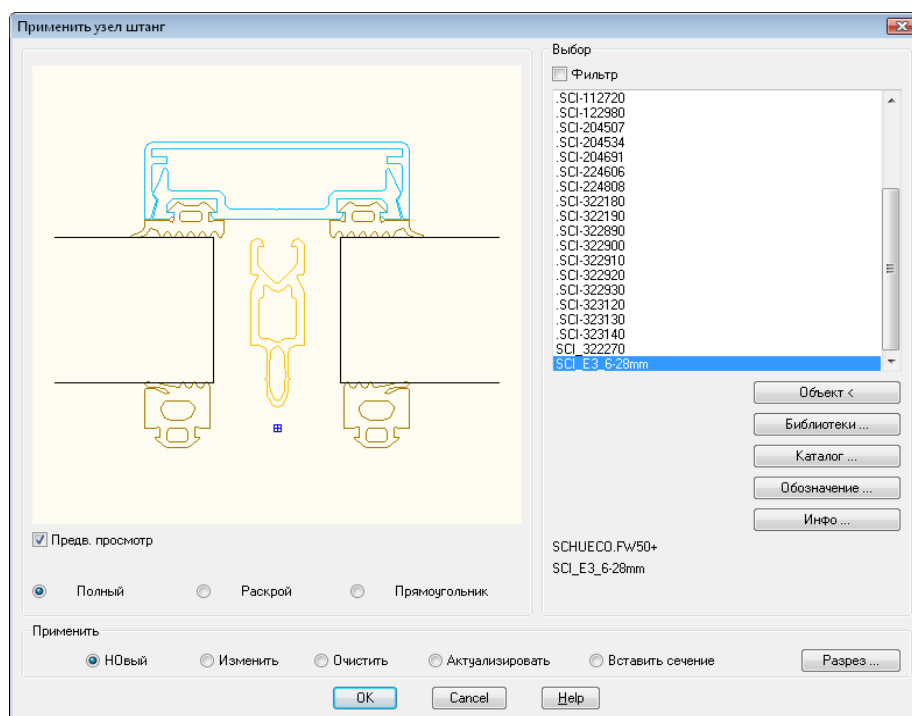 Применить узел штанг
Выбор
Фильтр
.SCI-112720
.SCI-122980
.SCI-204507
.SCI-204534
.SCI-204691
.SCI-224606
.SCI-224808
.SCI-322180
.SCI-322190
.SCI-322890
.SCI-322900
.SCI-322910
.SCI-322920
.SCI-322930
.SCI-323120
.SCI-323130
.SCI-323140
SCI_322270
SCI_E3_6-28mm
Объект <
Библиотеки ...
Каталог ...
Обозначение ...
Инфо ...
SCHUECO.FW50+
SCI_E3_6-28mm
Предв. просмотр
Полный Раскрой Прямоугольник
Применить
НОвый Изменить Очистить Актуализировать Вставить сечение Разрез ...
OK Cancel Help